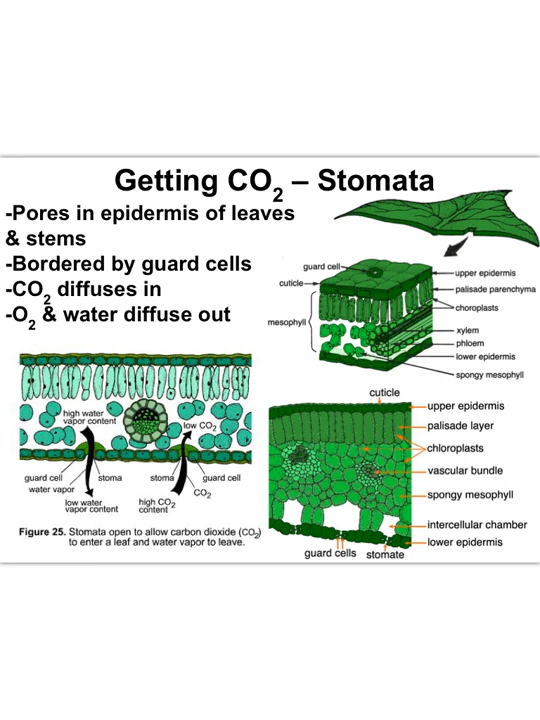 Getting CO2 – Stomata
-Pores in epidermis of leaves
& stems
-Bordered by guard cells
-CO2 diffuses in
-O2 & water diffuse out
guard cell
cuticle
mesophyll
upper epidermis
palisade parenchyma
choroplasts
xylem
phloem
lower epidermis
spongy mesophyll
high water
vapor content
low CO2
guard cell
stoma
stoma
guard cell
water vapor
CO2
low water
vapor content
high CO2
content
Figure 25. Stomata open to allow carbon dioxide (CO2)
to enter a leaf and water vapor to leave.
cuticle
upper epidermis
palisade layer
chloroplasts
vascular bundle
spongy mesophyll
intercellular chamber
lower epidermis
guard cells
stomate